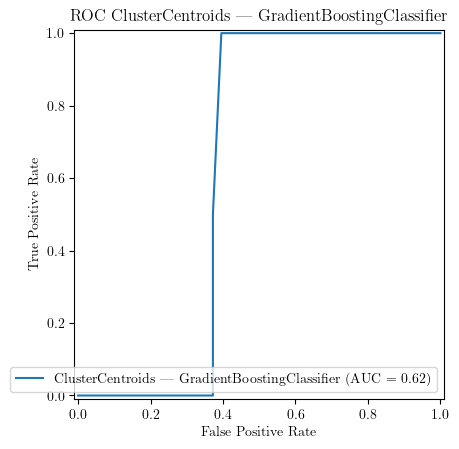 ROC ClusterCentroids — GradientBoostingClassifier
1.0
0.8
0.6
0.4
0.2
0.0
True Positive Rate
ClusterCentroids — GradientBoostingClassifier (AUC = 0.62)
0.0 0.2 0.4 0.6 0.8 1.0
False Positive Rate